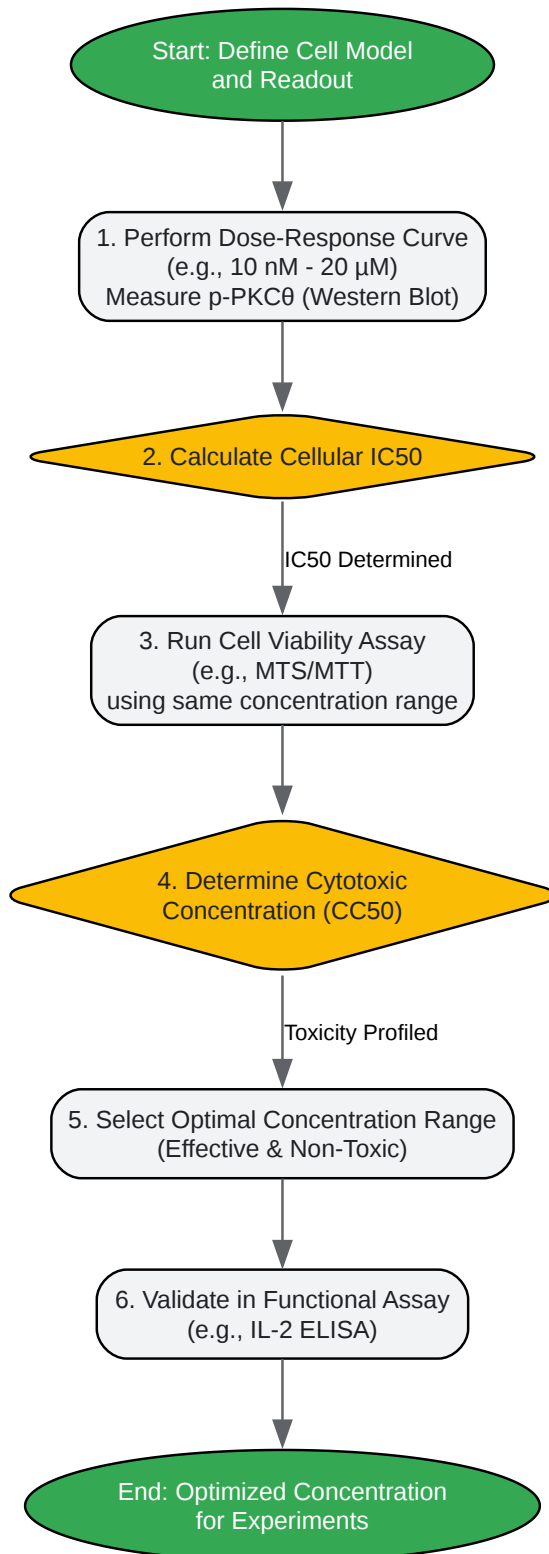 Start: Define Cell Model
and Readout
1. Perform Dose-Response Curve
(e.g., 10 nM - 20 µM)
Measure p-PKCθ (Western Blot)
2. Calculate Cellular IC50
IC50 Determined
3. Run Cell Viability Assay
(e.g., MTS/MTT)
using same concentration range
4. Determine Cytotoxic
Concentration (CC50)
Toxicity Profiled
5. Select Optimal Concentration Range
(Effective & Non-Toxic)
6. Validate in Functional Assay
(e.g., IL-2 ELISA)
End: Optimized Concentration
for Experiments